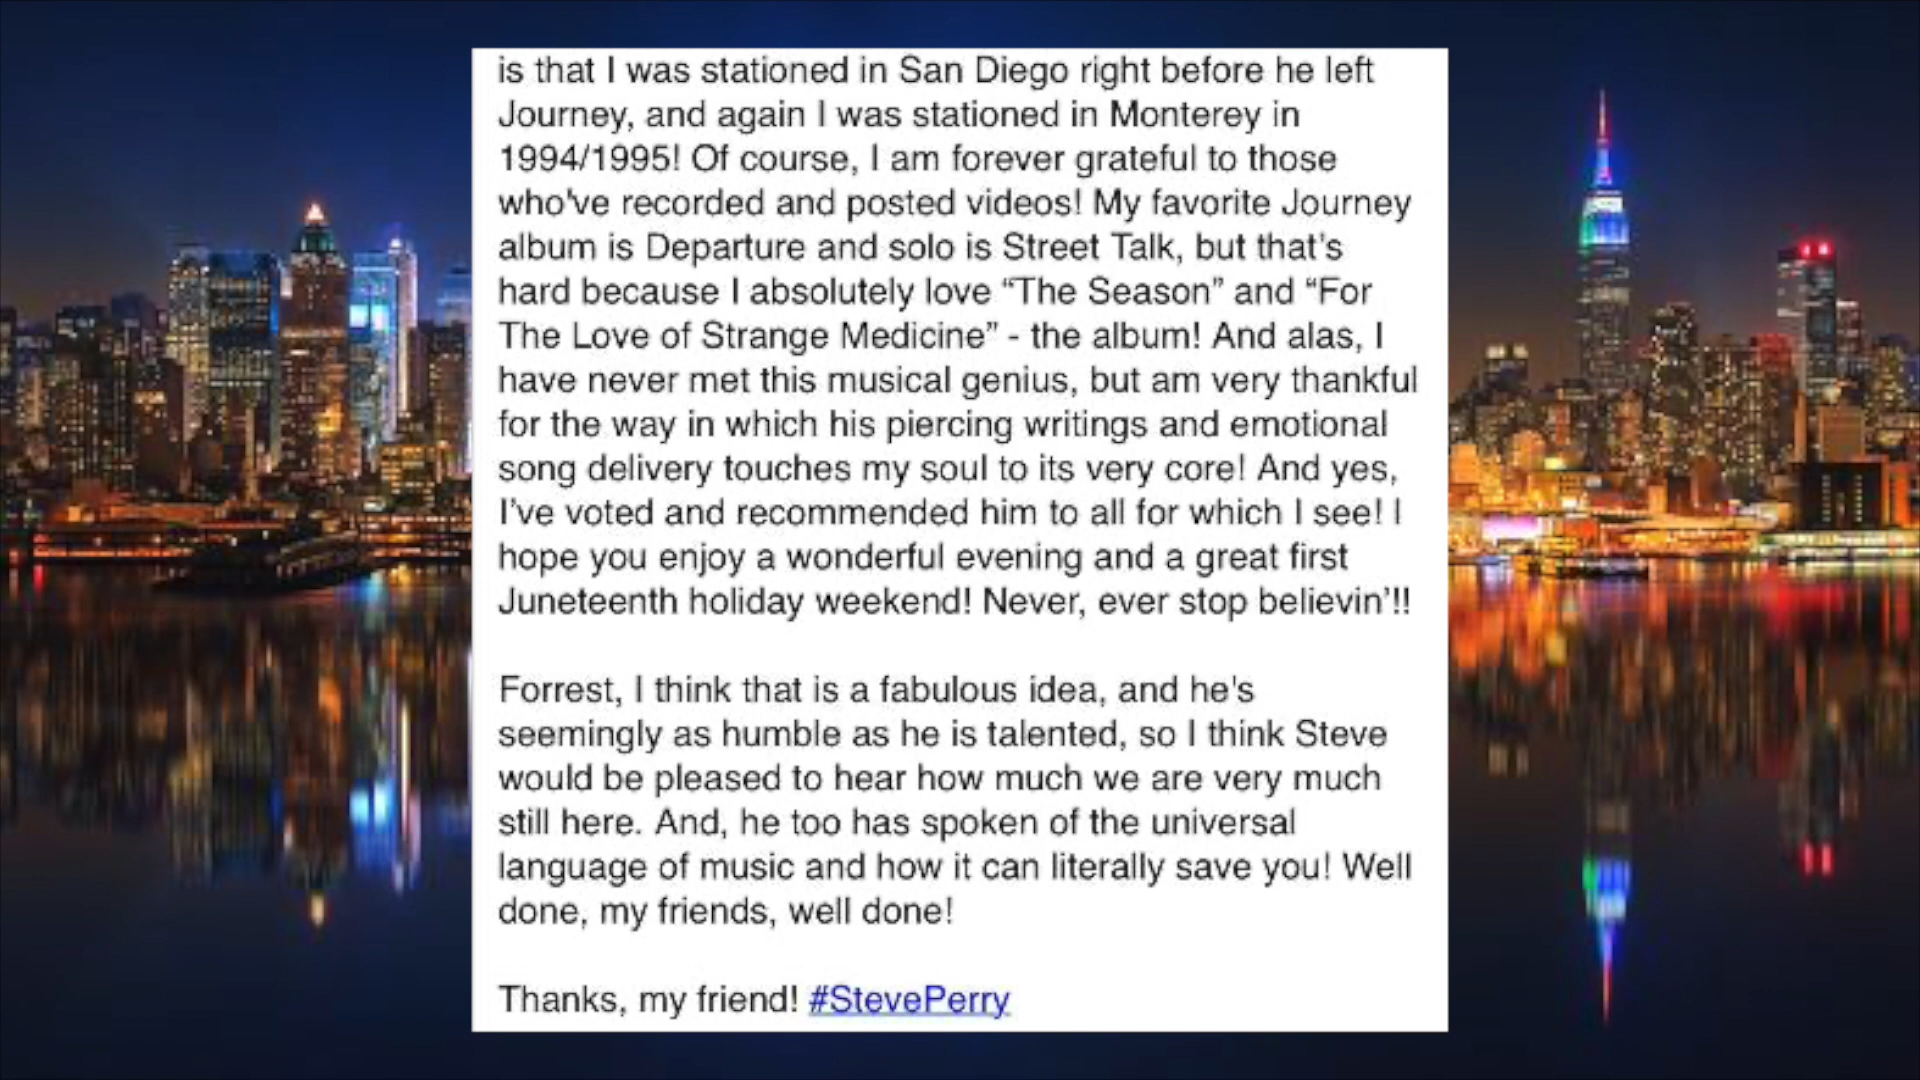 is that I was stationed in San Diego right before he left
Journey, and again I was stationed in Monterey in
1994/1995! Of course, I am forever grateful to those
who've recorded and posted videos! My favorite Journey
album is Departure and solo is Street Talk, but that's
hard because I absolutely love “The Season” and “For
The Love of Strange Medicine” - the album! And alas, I
have never met this musical genius, but am very thankful
for the way in which his piercing writings and emotional
song delivery touches my soul to its very core! And yes,
I’ve voted and recommended him to all for which I see! I
hope you enjoy a wonderful evening and a great first
Juneteenth holiday weekend! Never, ever stop believin’!!
Forrest, I think that is a fabulous idea, and he's
seemingly as humble as he is talented, so I think Steve
would be pleased to hear how much we are very much
still here. And, he too has spoken of the universal
language of music and how it can literally save you! Well
done, my friends, well done!
Thanks, my friend! #StevePerry